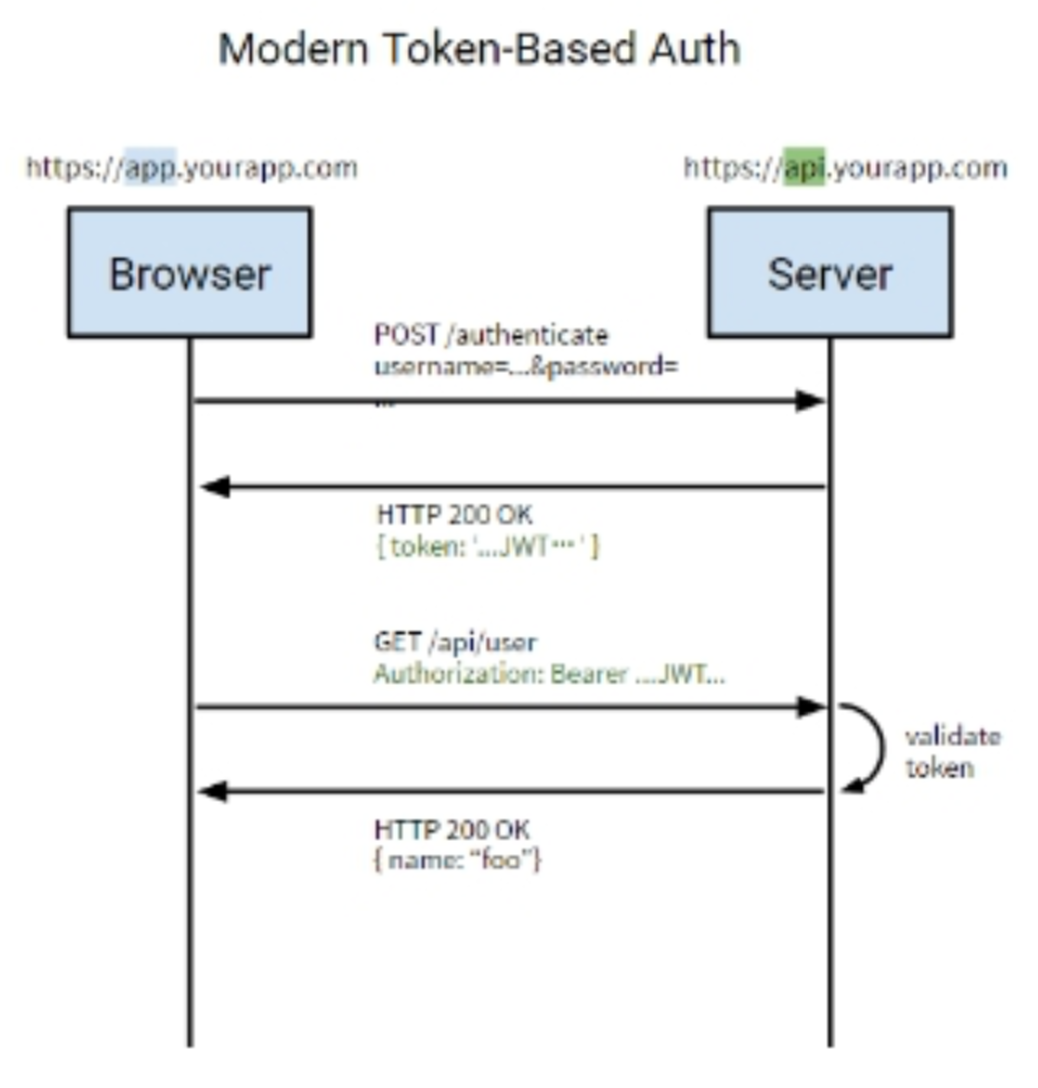 Modern Token-Based Auth
https://app.yourapp.com
https://api.yourapp.com
Browser
Server
POST /authenticate
username=...&password=
...
HTTP 200 OK
{ token: '...JWT... ' }
GET /api/user
Authorization: Bearer ....JWT...
validate
token
HTTP 200 OK
{ name: “foo”}